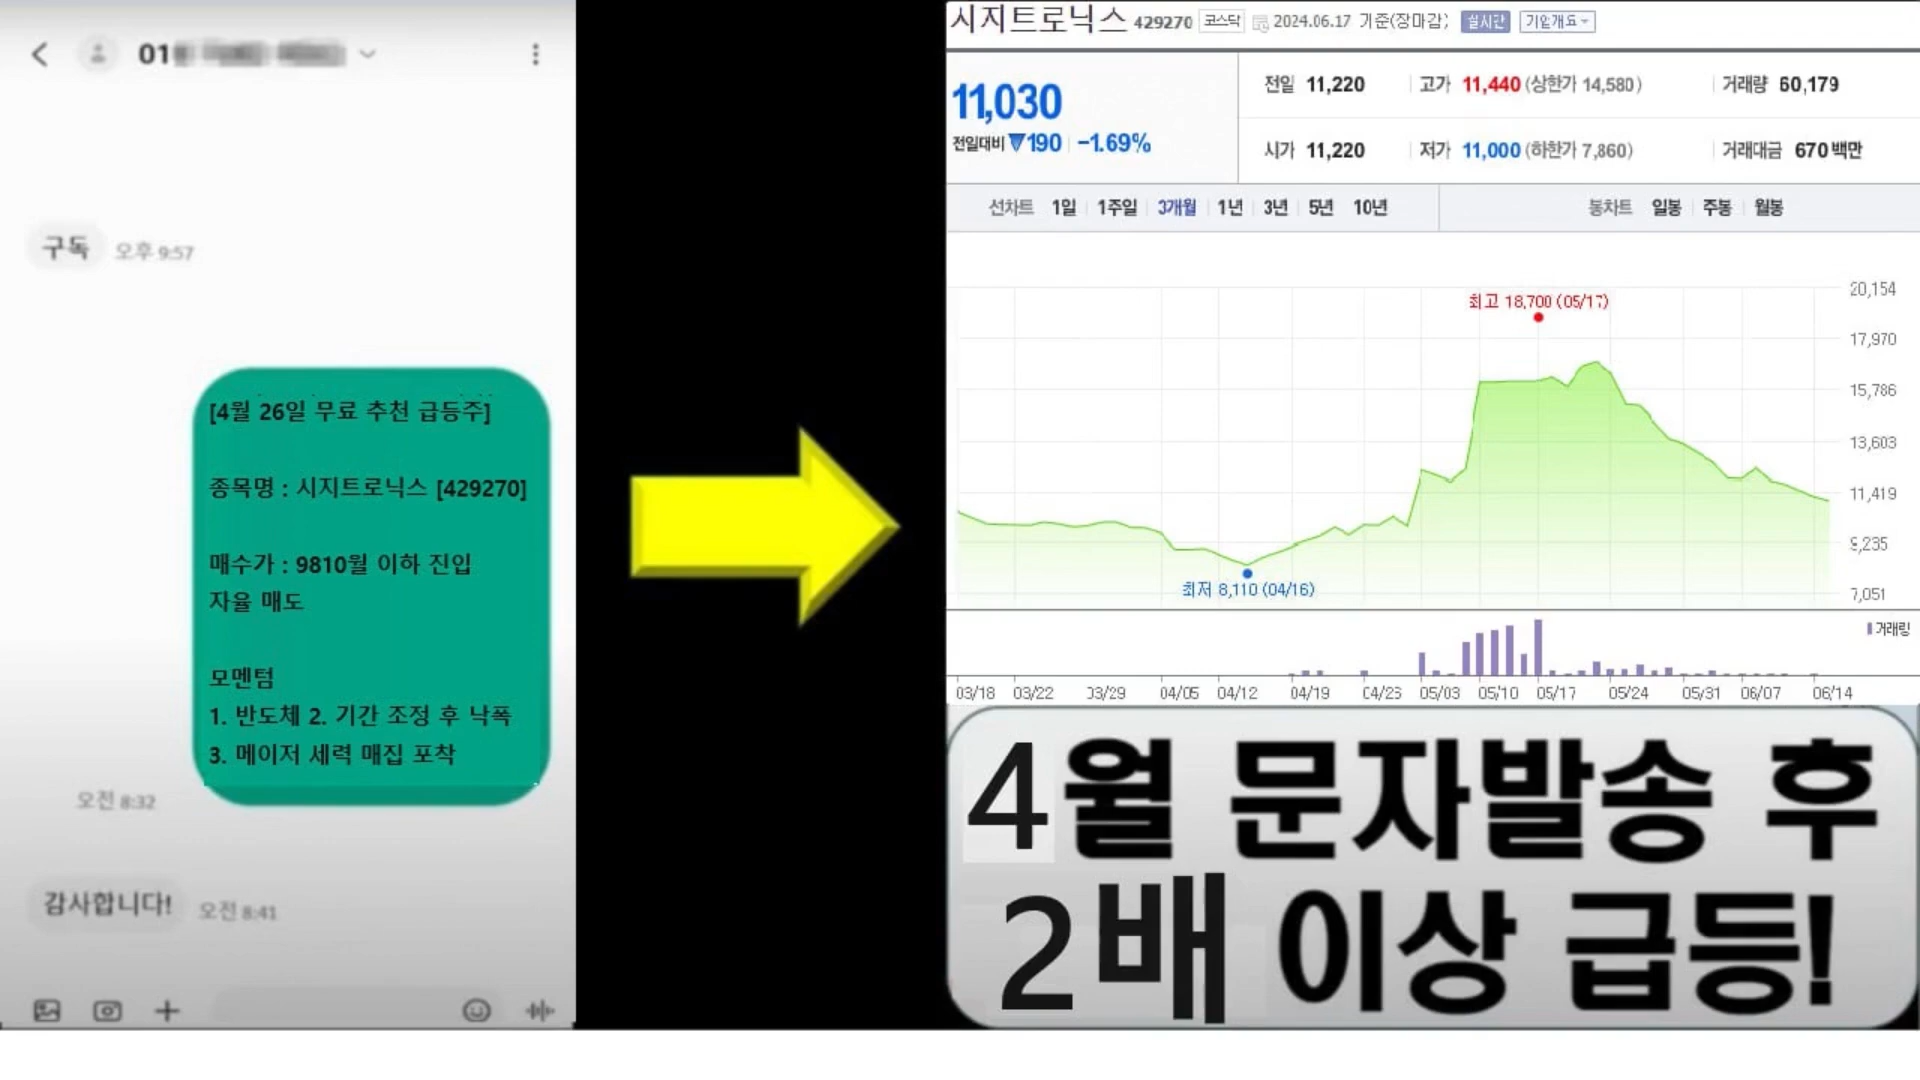 01
구독 오후 9:57
[4월 26일 무료 추천 급등주]
종목명 : 시지트로닉스 [429270]
매수가 : 9810월 이하 진입
자율 매도
모멘텀
1. 반도체 2. 기간 조정 후 낙폭
3. 메이저 세력 매집 포착
오전 8:32
감사합니다! 오전 8:41
시지트로닉스 429270 코스닥 2024.06.17 기준(장마감) 실시간 기업개요
11,030
전일대비 ▼190 -1.69%
전일 11,220 고가 11,440 (상한가 14,580) 거래량 60,179
시가 11,220 저가 11,000 (하한가 7,860) 거래대금 670 백만
선차트 1일 1주일 3개월 1년 3년 5년 10년 봉차트 일봉 주봉 월봉
최고 18,700 (05/17)
최저 8,110 (04/16)
20,154
17,970
15,786
13,603
11,419
9,235
7,051
거래량
03/18 03/22 03/29 04/05 04/12 04/19 04/25 05/03 05/10 05/17 05/24 05/31 06/07 06/14
4월 문자발송 후
2배 이상 급등!